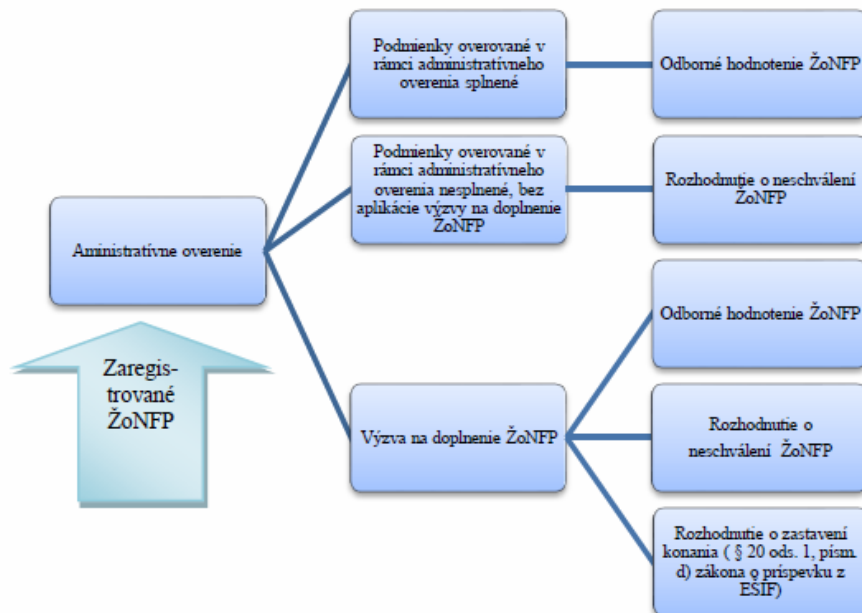 Podmienky overované v
rámci administratívneho
overenia splnené
Odborné hodnotenie ŽoNFP
Podmienky overované v
rámci administratívneho
overenia nesplnené, bez
aplikácie výzvy na doplnenie
ŽoNFP
Rozhodnutie o neschválení
ŽoNFP
Aministratívne overenie
Zaregis-
trované
ŽoNFP
Výzva na doplnenie ŽoNFP
Odborné hodnotenie ŽoNFP
Rozhodnutie o
neschválení ŽoNFP
Rozhodnutie o zastavení
konania ( § 20 ods. 1, písm.
d) zákona o príspevku z
EŠIF)